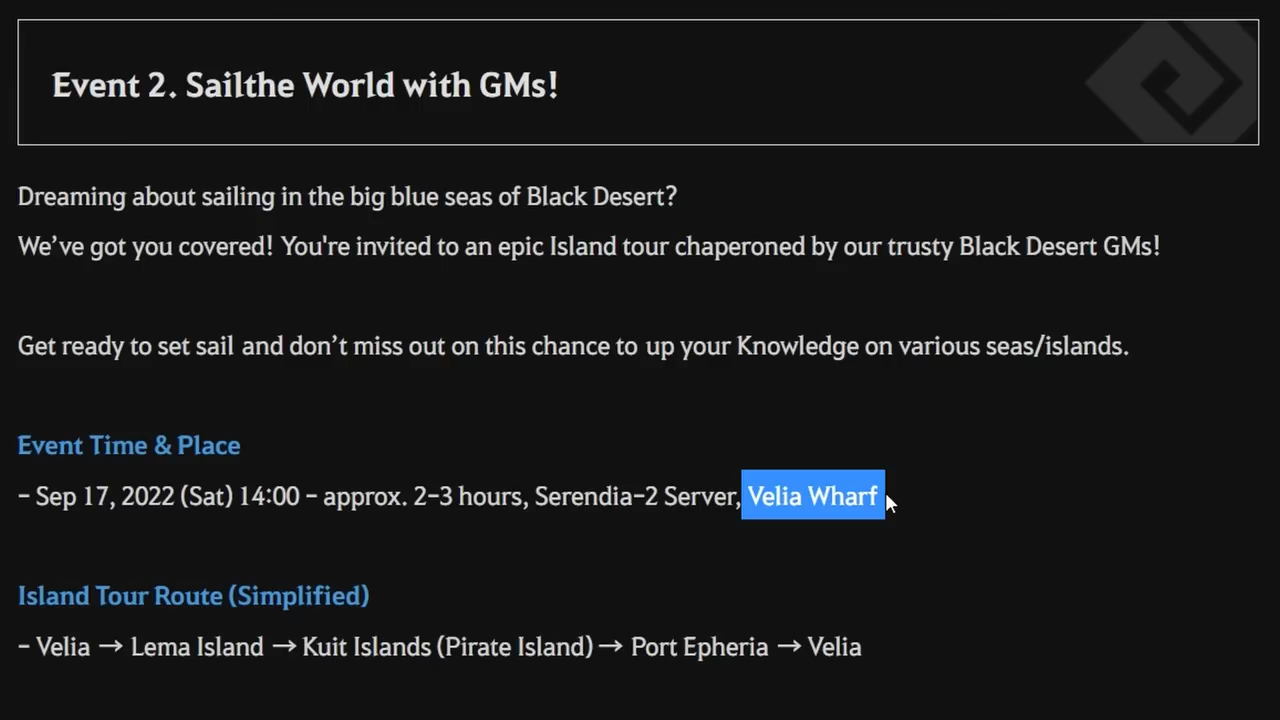 Event 2. Sailthe World with GMs!
Dreaming about sailing in the big blue seas of Black Desert?
We’ve got you covered! You're invited to an epic Island tour chaperoned by our trusty Black Desert GMs!
Get ready to set sail and don’t miss out on this chance to up your Knowledge on various seas/islands.
Event Time & Place
- Sep 17, 2022 (Sat) 14:00 - approx. 2-3 hours, Serendia-2 Server, Velia Wharf
Island Tour Route (Simplified)
- Velia → Lema Island → Kuit Islands (Pirate Island) → Port Epheria → Velia